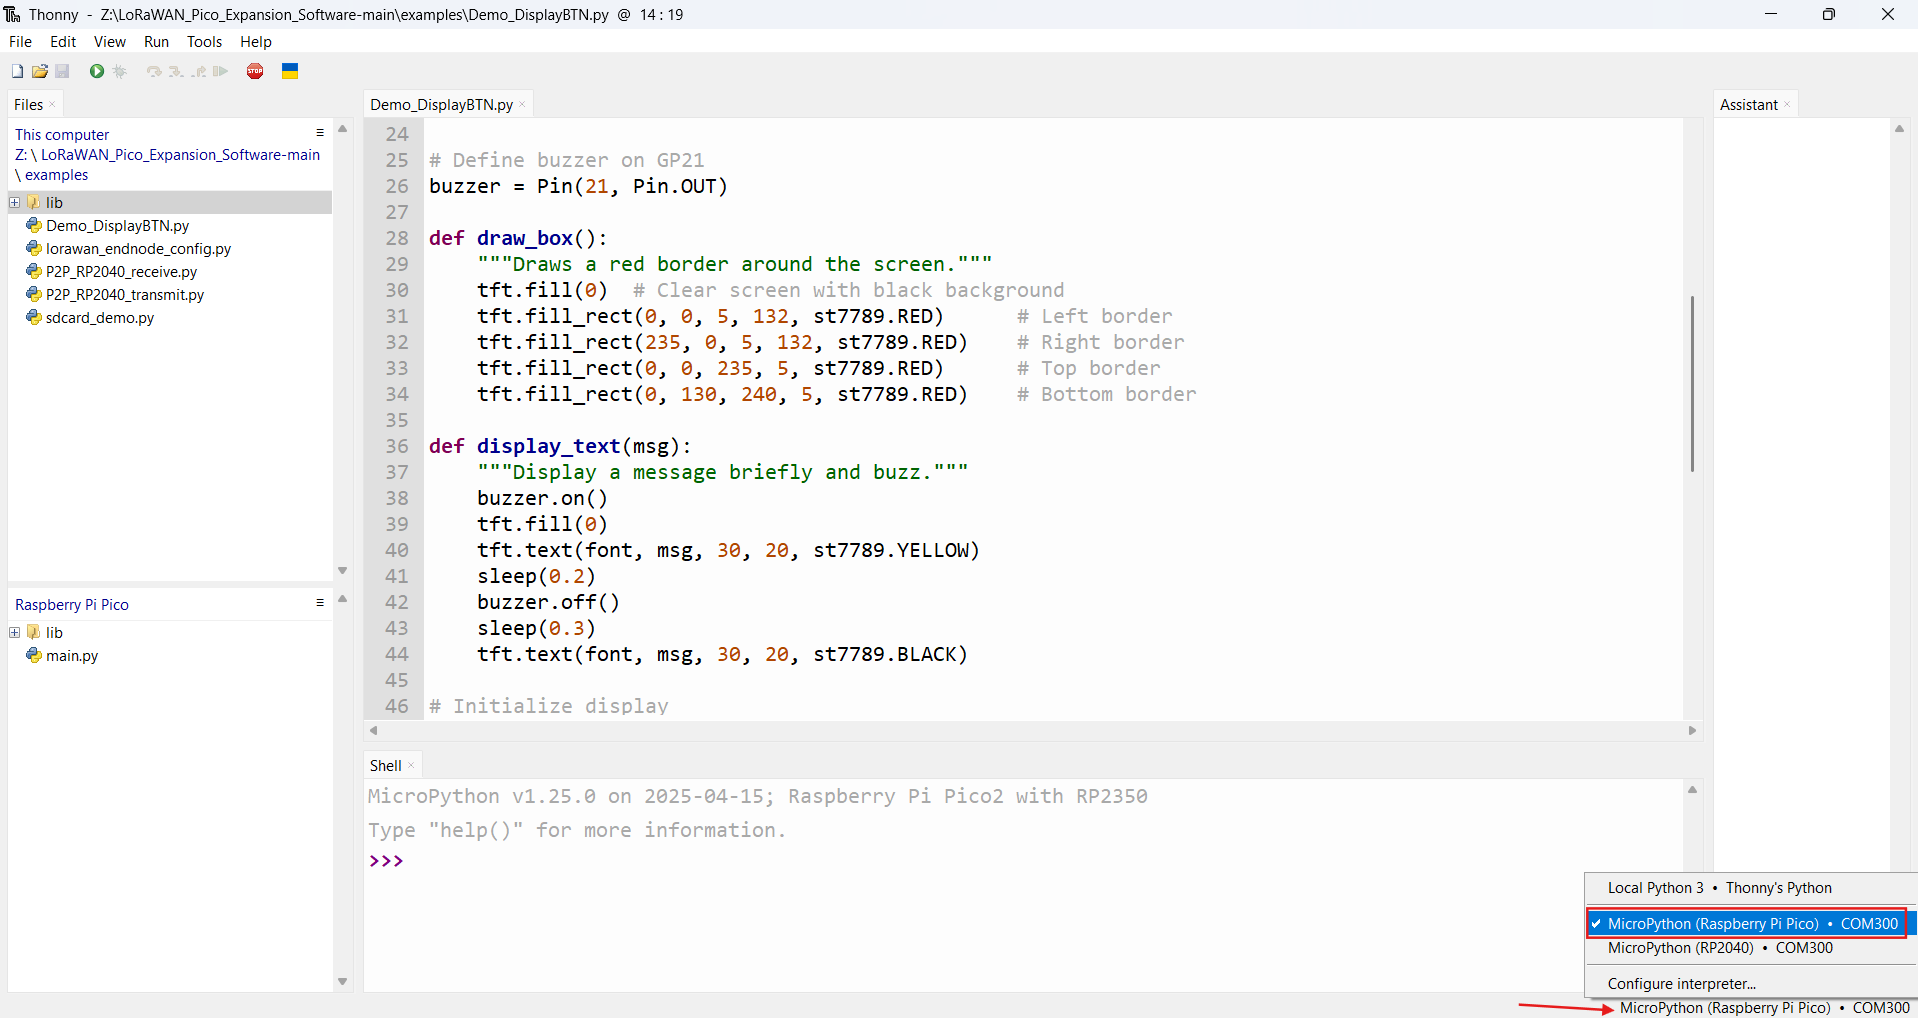 Thonny - Z:\LoRaWAN_Pico_Expansion_Software-main\examples\Demo_DisplayBTN.py @ 14 : 19
File Edit View Run Tools Help
STOP
Files
This computer
Z: \ LoRaWAN_Pico_Expansion_Software-main
\ examples
lib
Demo_DisplayBTN.py
lorawan_endnode_config.py
P2P_RP2040_receive.py
P2P_RP2040_transmit.py
sdcard_demo.py
Raspberry Pi Pico
lib
main.py
Demo_DisplayBTN.py
24
25 # Define buzzer on GP21
26 buzzer = Pin(21, Pin.OUT)
27
28 def draw_box():
29     """Draws a red border around the screen."""
30     tft.fill(0)  # Clear screen with black background
31     tft.fill_rect(0, 0, 5, 132, st7789.RED)      # Left border
32     tft.fill_rect(235, 0, 5, 132, st7789.RED)    # Right border
33     tft.fill_rect(0, 0, 235, 5, st7789.RED)      # Top border
34     tft.fill_rect(0, 130, 240, 5, st7789.RED)    # Bottom border
35
36 def display_text(msg):
37     """Display a message briefly and buzz."""
38     buzzer.on()
39     tft.fill(0)
40     tft.text(font, msg, 30, 20, st7789.YELLOW)
41     sleep(0.2)
42     buzzer.off()
43     sleep(0.3)
44     tft.text(font, msg, 30, 20, st7789.BLACK)
45
46 # Initialize display
Shell
MicroPython v1.25.0 on 2025-04-15; Raspberry Pi Pico2 with RP2350
Type "help()" for more information.
>>>
Assistant
Local Python 3 • Thonny's Python
✓ MicroPython (Raspberry Pi Pico) • COM300
MicroPython (RP2040) • COM300
Configure interpreter...
MicroPython (Raspberry Pi Pico) • COM300